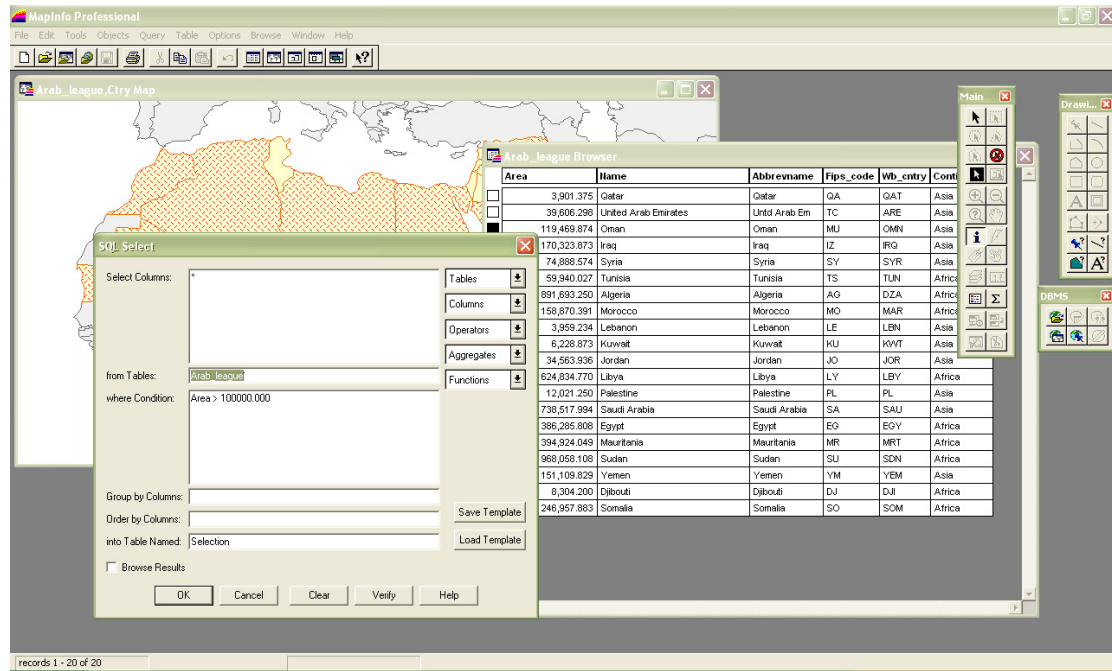 MapInfo Professional
File Edit Tools Objects Query Table Options Browse Window Help
Arab_league,Ctry Map
Main
Drawi...
Arab_league Browser
Area Name Abbrevname Fips_code Wb_cntry Conti
3,901.375 Qatar Qatar QA QAT Asia
39,606.298 United Arab Emirates Untd Arab Em TC ARE Asia
119,469.874 Oman Oman MU OMN Asia
170,323.873 Iraq Iraq IZ IRQ Asia
74,888.574 Syria Syria SY SYR Asia
59,940.027 Tunisia Tunisia TS TUN Africa
891,693.250 Algeria Algeria AG DZA Africa
158,870.391 Morocco Morocco MO MAR Africa
3,959.234 Lebanon Lebanon LE LBN Asia
6,228.873 Kuwait Kuwait KU KWT Asia
34,563.936 Jordan Jordan JO JOR Asia
624,834.770 Libya Libya LY LBY Africa
12,021.250 Palestine Palestine PL PL Asia
738,517.994 Saudi Arabia Saudi Arabia SA SAU Asia
386,285.808 Egypt Egypt EG EGY Africa
394,924.049 Mauritania Mauritania MR MRT Africa
968,058.108 Sudan Sudan SU SDN Africa
151,109.829 Yemen Yemen YM YEM Asia
8,304.200 Djibouti Djibouti DJ DJI Africa
246,957.883 Somalia Somalia SO SOM Africa
DBMS
SQL Select
Select Columns: *
Tables
Columns
Operators
Aggregates
Functions
from Tables: Arab_league
where Condition: Area > 100000.000
Group by Columns:
Order by Columns:
into Table Named: Selection
Save Template
Load Template
Browse Results
OK Cancel Clear Verify Help
records 1 - 20 of 20